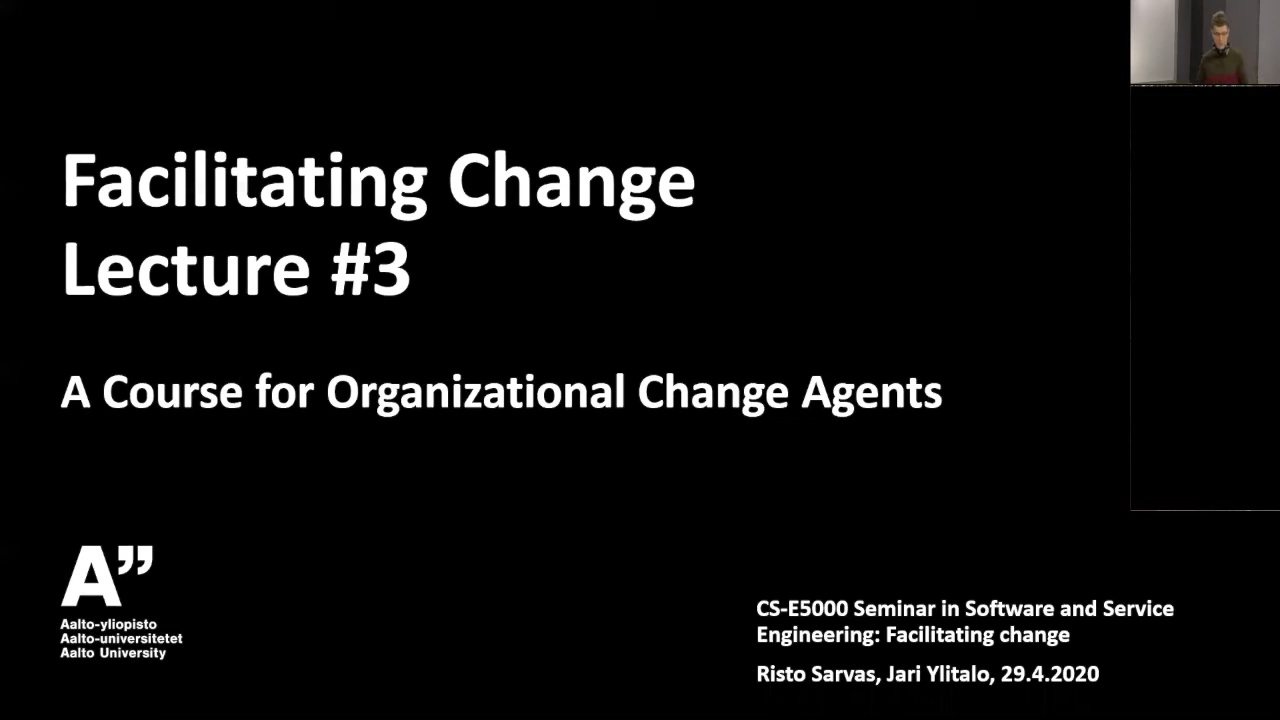 Facilitating Change
Lecture #3
A Course for Organizational Change Agents
A”
Aalto-yliopisto
Aalto-universitetet
Aalto University
CS-E5000 Seminar in Software and Service
Engineering: Facilitating change
Risto Sarvas, Jari Ylitalo, 29.4.2020